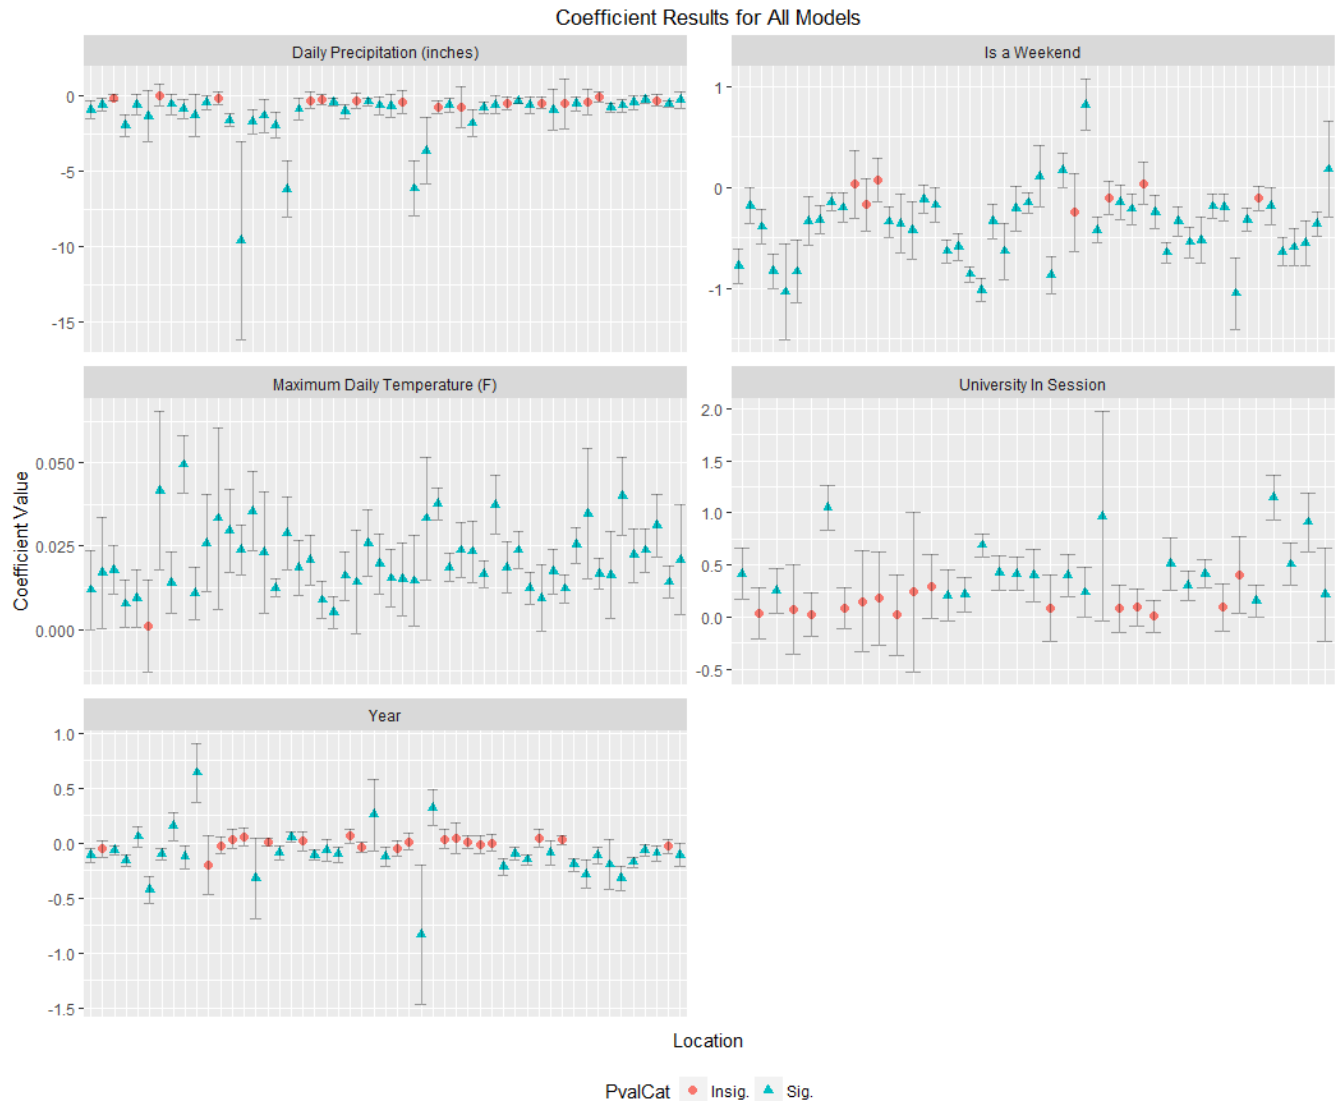 Coefficient Results for All Models
Daily Precipitation (inches)
0
-5
-10
-15
Is a Weekend
1
0
-1
Maximum Daily Temperature (F)
0.050
0.025
0.000
University In Session
2.0
1.5
1.0
0.5
0.0
-0.5
Coefficient Value
Year
1.0
0.5
0.0
-0.5
-1.0
-1.5
Location
PvalCat Insig. Sig.